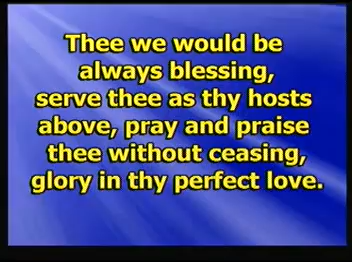 Thee we would be
always blessing,
serve thee as thy hosts
above, pray and praise
thee without ceasing,
glory in thy perfect love.